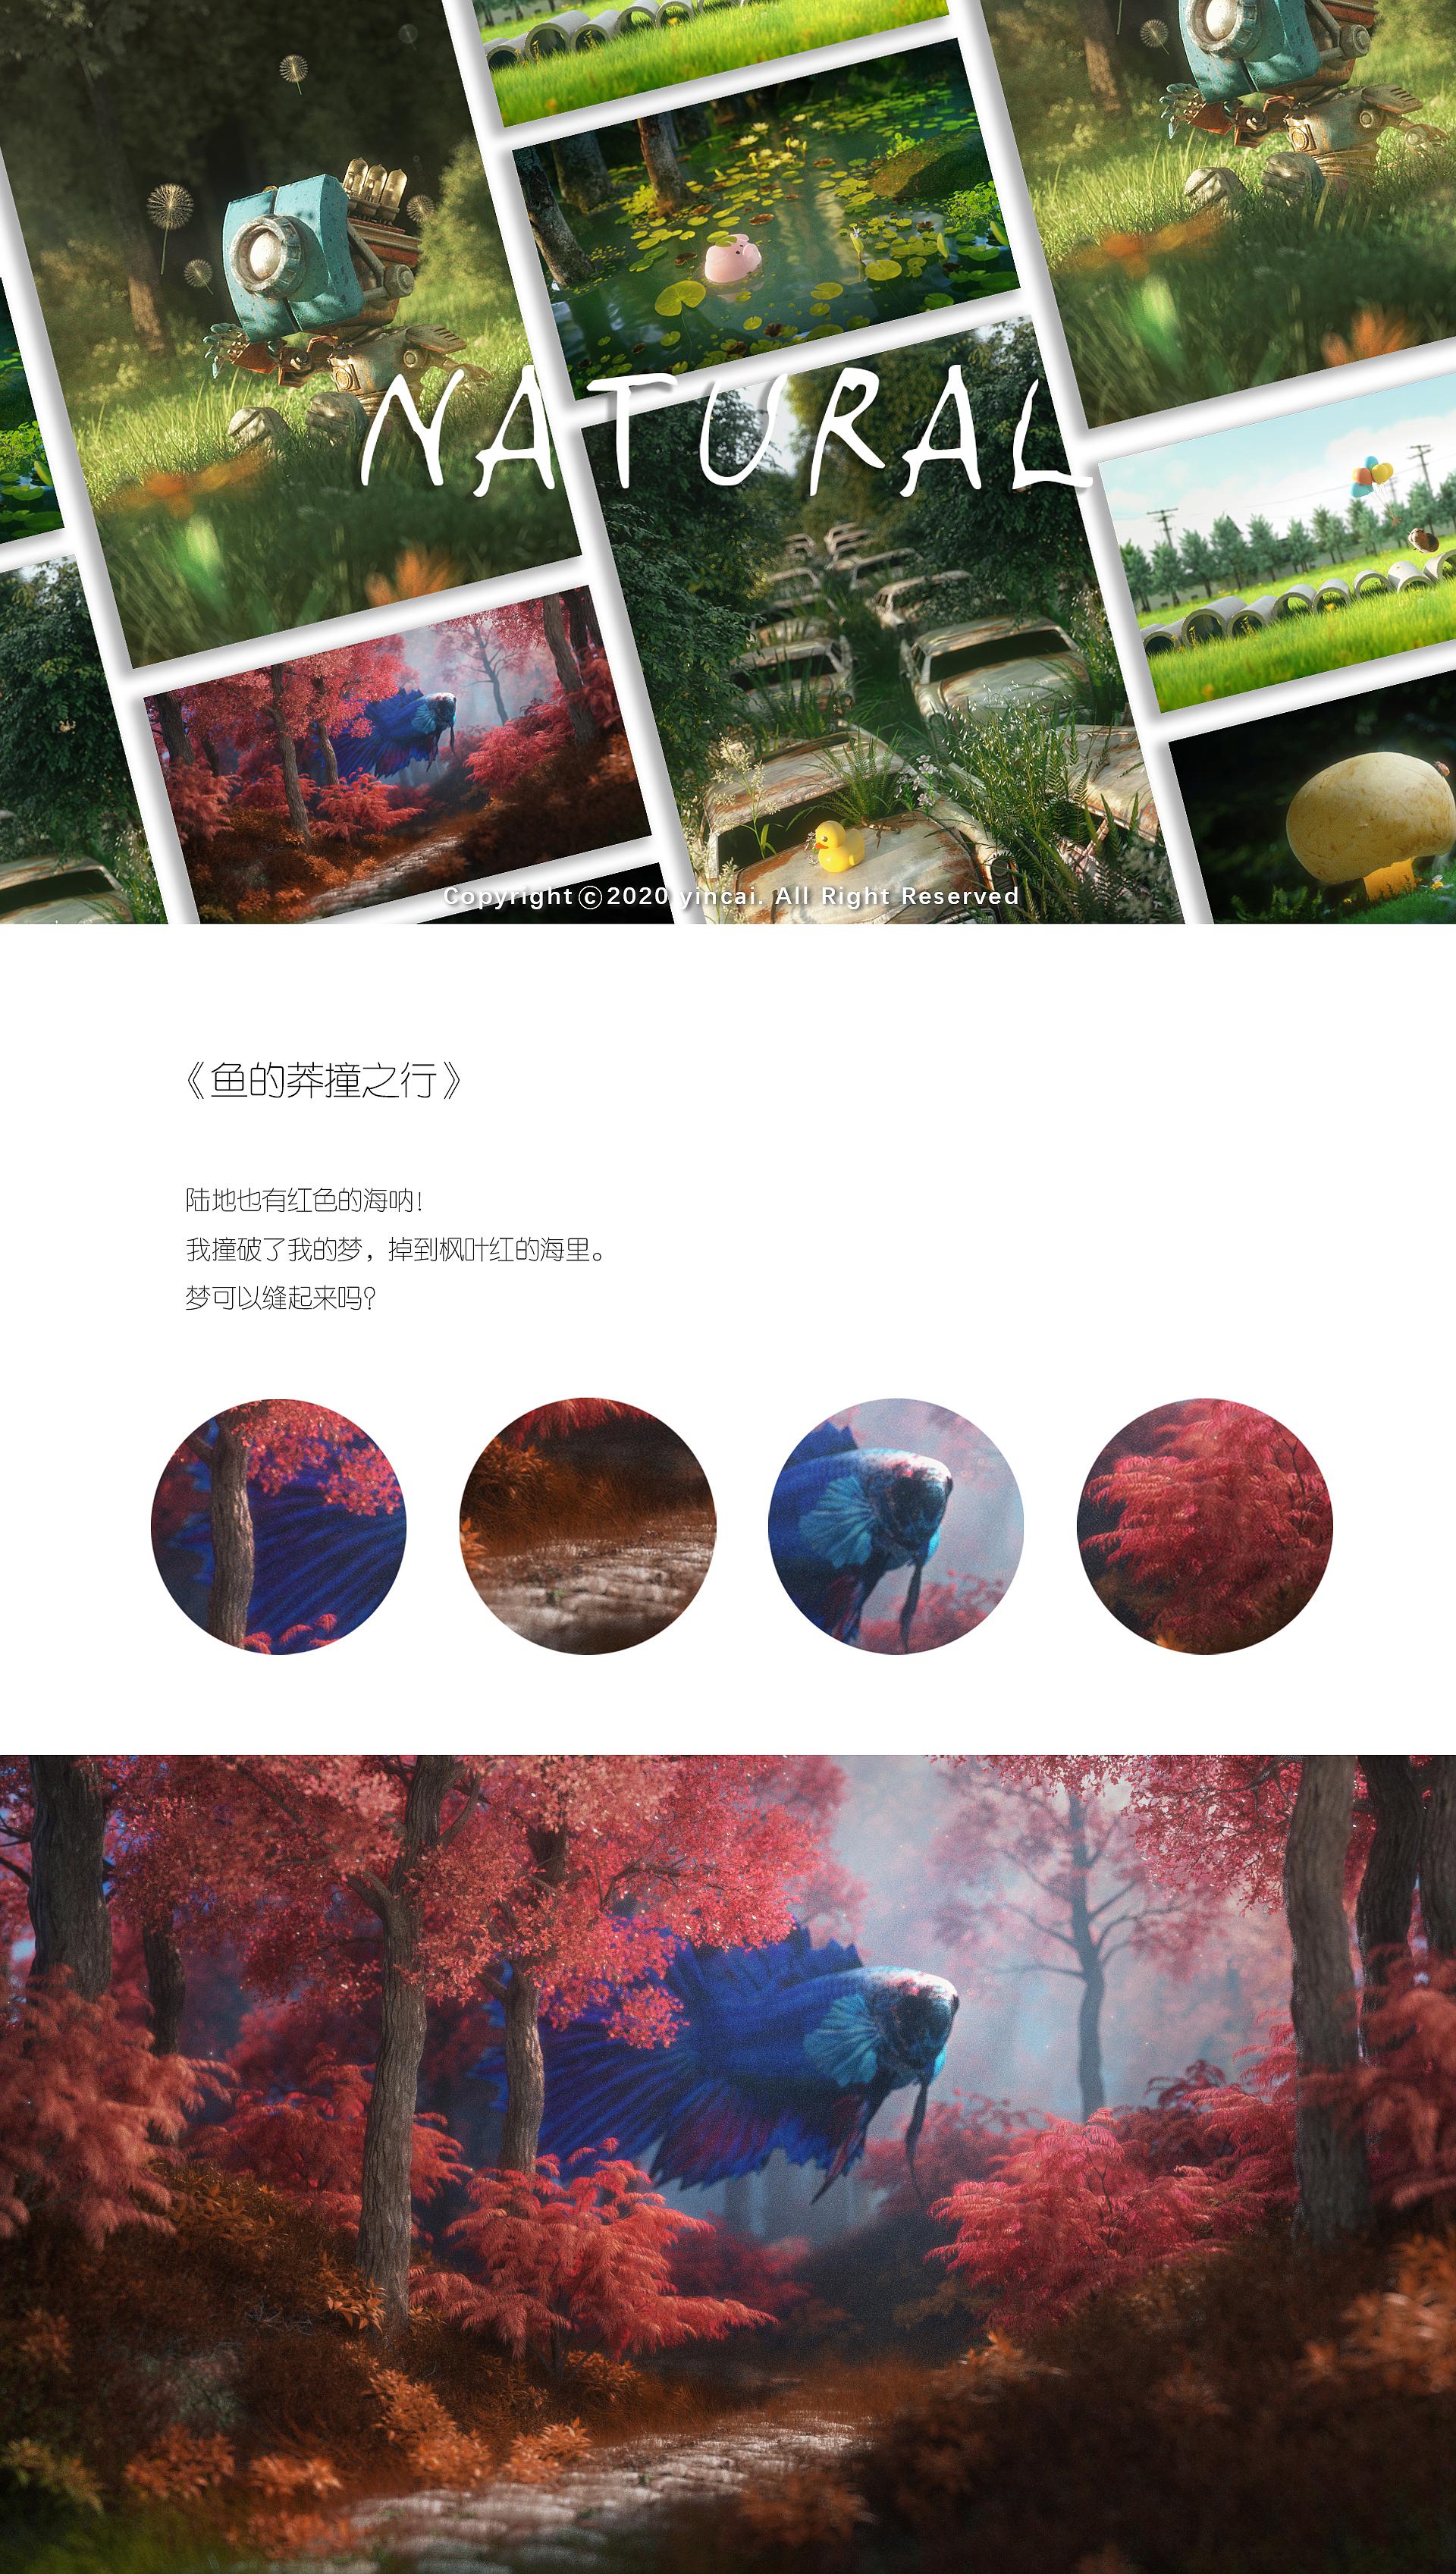 NATURAL
Copyright ©2020 yincai. All Right Reserved
《鱼的莽撞之行》
陆地也有红色的海呐!
我撞破了我的梦，掉到枫叶红的海里。
梦可以缝起来吗?